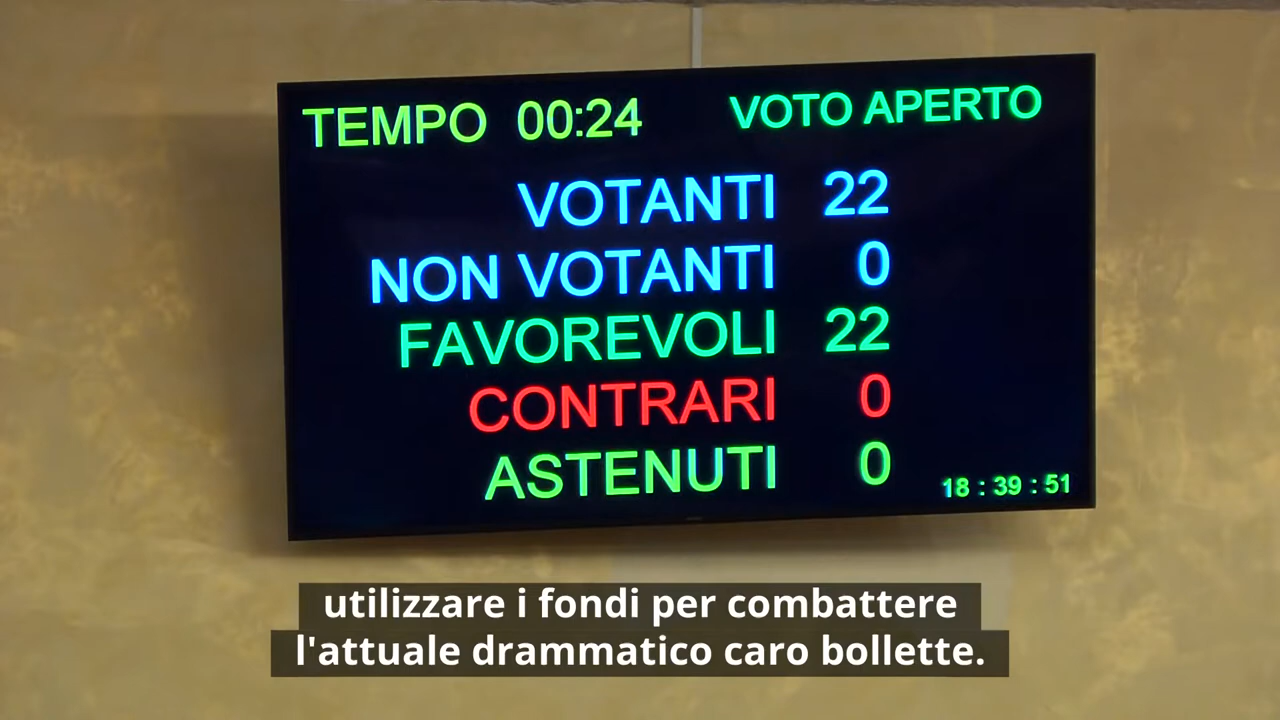 TEMPO 00:24 VOTO APERTO
VOTANTI 22
NON VOTANTI 0
FAVOREVOLI 22
CONTRARI 0
ASTENUTI 0
18 : 39 : 51
utilizzare i fondi per combattere
l'attuale drammatico caro bollette.